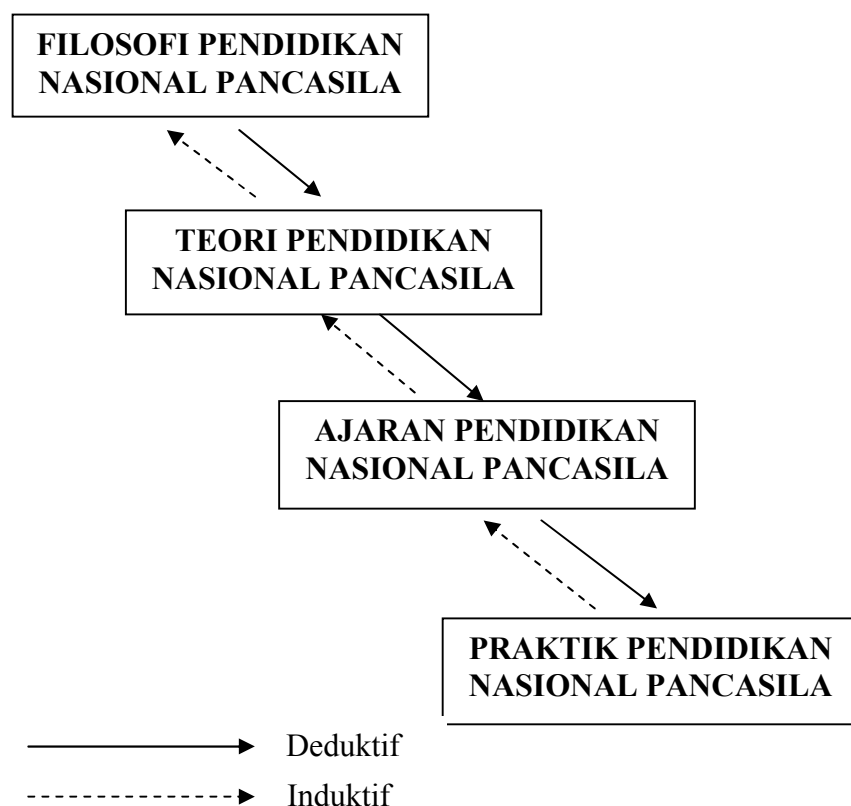 FILOSOFI PENDIDIKAN
NASIONAL PANCASILA
TEORI PENDIDIKAN
NASIONAL PANCASILA
AJARAN PENDIDIKAN
NASIONAL PANCASILA
PRAKTIK PENDIDIKAN
NASIONAL PANCASILA
Deduktif
Induktif